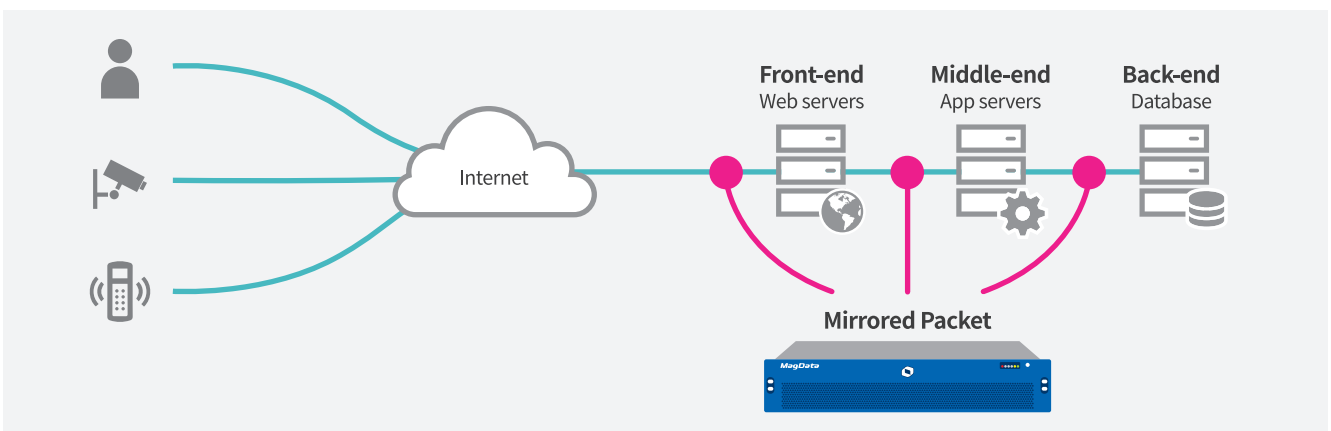 Front-end
Web servers
Middle-end
App servers
Back-end
Database
Internet
Mirrored Packet
MagData